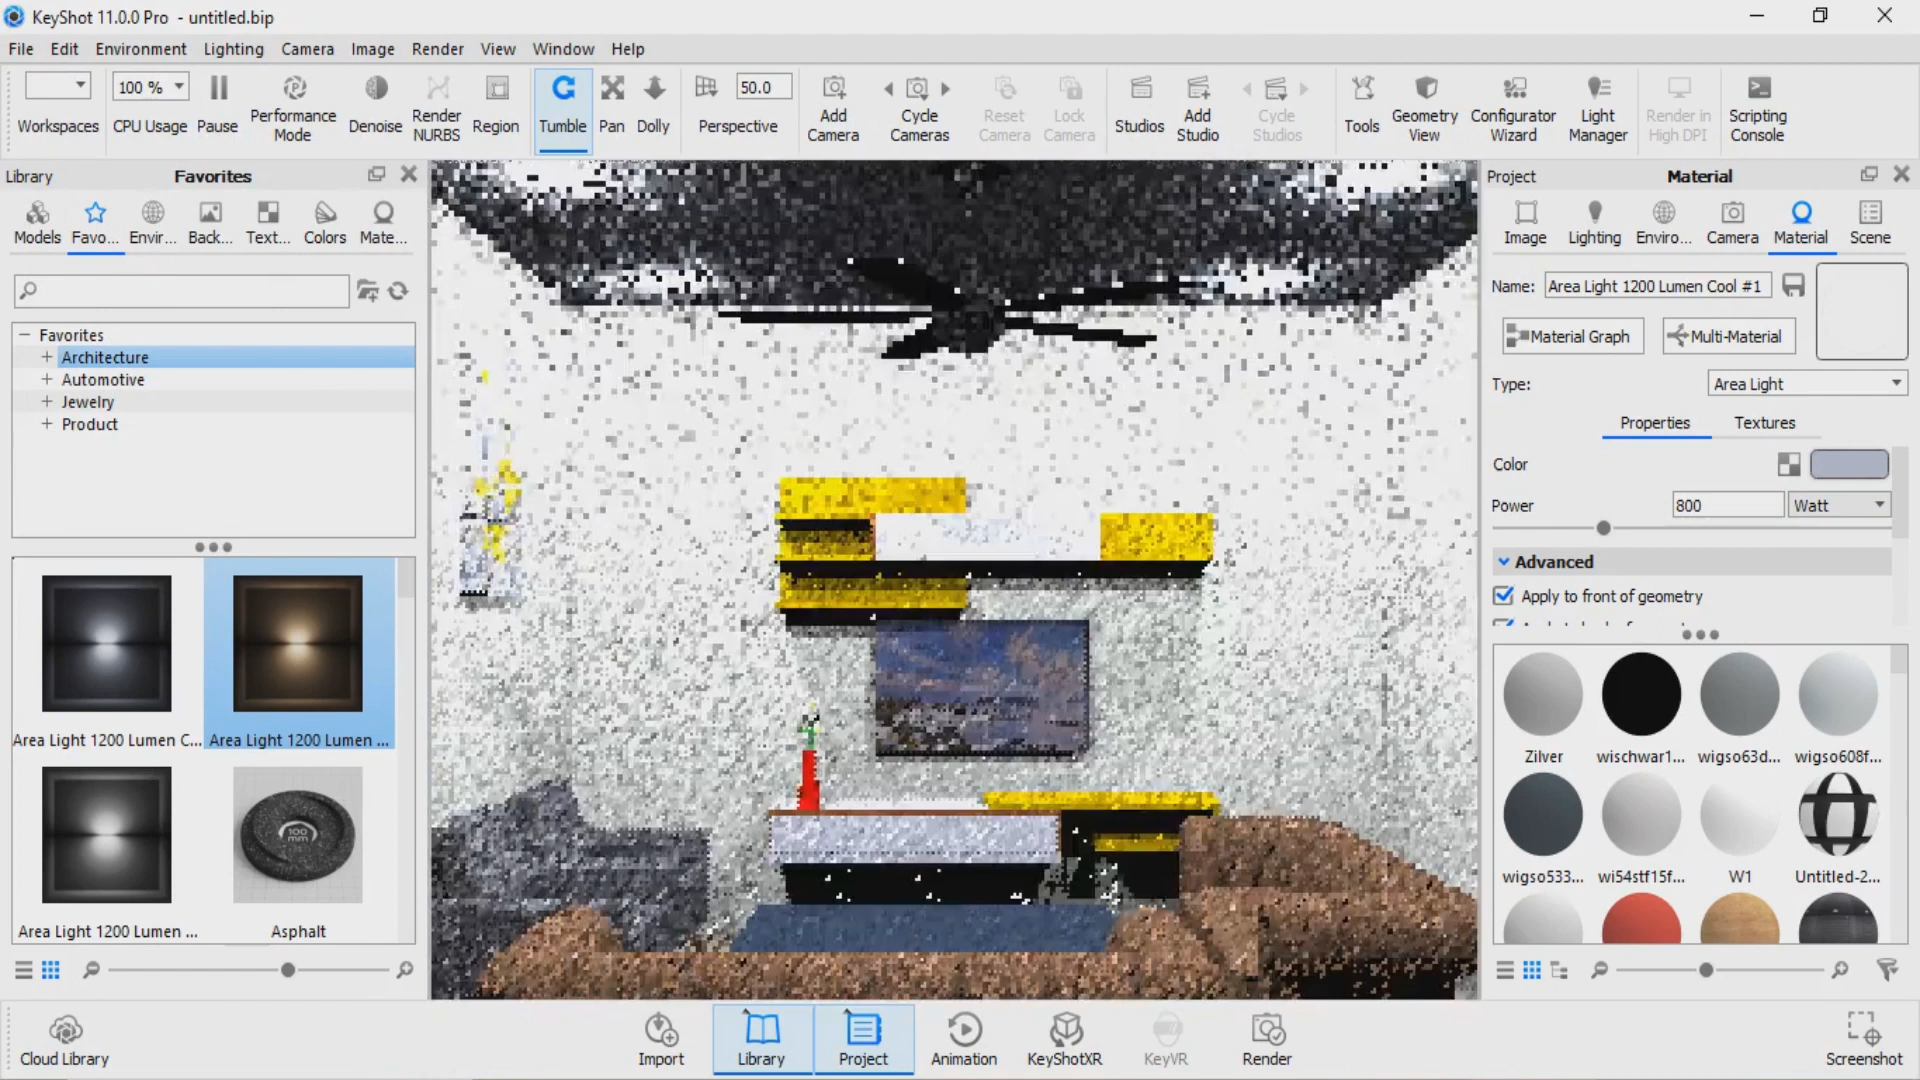 KeyShot 11.0.0 Pro - untitled.bip
File Edit Environment Lighting Camera Image Render View Window Help
100 % 50.0
Workspaces CPU Usage Pause Performance Mode Denoise Render NURBS Region Tumble Pan Dolly Perspective Add Camera Cycle Cameras Reset Camera Lock Camera Studios Add Studio Cycle Studios Tools Geometry View Configurator Wizard Light Manager Render in High DPI Scripting Console
Library Favorites
Models Favo... Envir... Back... Text... Colors Mate...
Favorites
Architecture
Automotive
Jewelry
Product
Area Light 1200 Lumen C... Area Light 1200 Lumen ...
100 mm
Area Light 1200 Lumen ... Asphalt
Project Material
Image Lighting Enviro... Camera Material Scene
Name: Area Light 1200 Lumen Cool #1
Material Graph Multi-Material
Type: Area Light
Properties Textures
Color
Power 800 Watt
Advanced
Apply to front of geometry
Zilver wischwar1... wigso63d... wigso608f...
wigso533... wi54stf15f... W1 Untitled-2...
Cloud Library Import Library Project Animation KeyShotXR KeyVR Render Screenshot